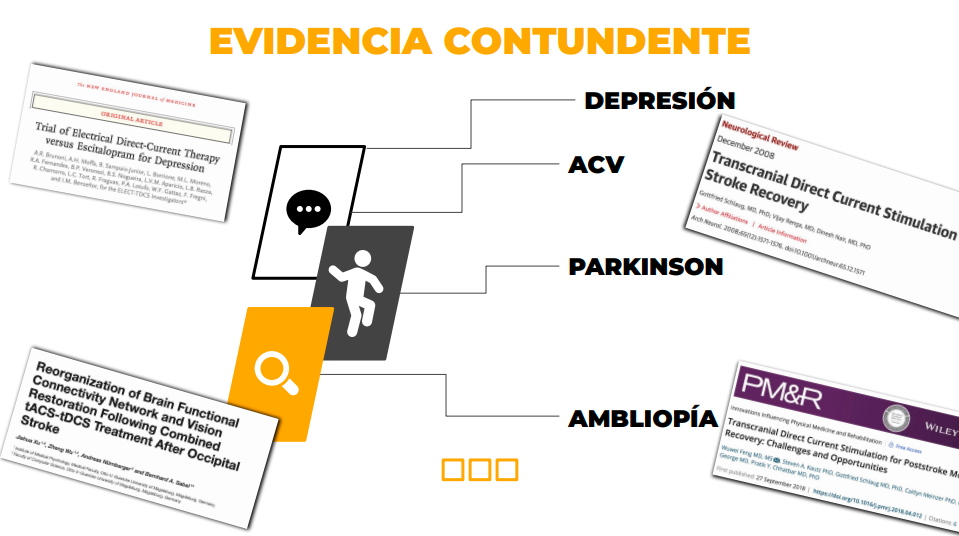 EVIDENCIA CONTUNDENTE
The NEW ENGLAND JOURNAL of MEDICINE
ORIGINAL ARTICLE
Trial of Electrical Direct-Current Therapy
versus Escitalopram for Depression
A.R. Brunoni, A.H. Moffa, B. Sampaio-Junior, L. Borrione, M.L. Moreno,
R.A. Fernandes, B.P. Veronezi, B.S. Nogueira, L.V.M. Aparicio, L.B. Razza,
R. Chamorro, L.C. Tort, R. Fraguas, P.A. Lotufo, W.F. Gattaz, F. Fregni,
and I.M. Benseñor, for the ELECT-TDCS Investigators*
DEPRESIÓN
ACV
PARKINSON
AMBLIOPÍA
Neurological Review
December 2008
Transcranial Direct Current Stimulation
Stroke Recovery
Gottfried Schlaug, MD, PhD; Vijay Renga, MD; Dinesh Nair, MD, PhD
Author Affiliations | Article Information
Arch Neurol. 2008;65(12):1571-1576. doi:10.1001/archneur.65.12.1571
Reorganization of Brain Functional
Connectivity Network and Vision
Restoration Following Combined
tACS-tDCS Treatment After Occipital
Stroke
Jiahua Xu, Zheng Wu, Andreas Nürnberger and Bernhard A. Sabel
PM&R
WILEY
Innovations Influencing Physical Medicine and Rehabilitation
Free Access
Transcranial Direct Current Stimulation for Poststroke M
Recovery: Challenges and Opportunities
Wuwei Feng MD, MS, Steven A. Kautz PhD, Gottfried Schlaug MD, PhD, Caitlyn Meinzer PhD,
George MD, Pratik Y. Chhatbar MD, PhD
First published: 27 September 2018 | https://doi.org/10.1016/j.pmrj.2018.04.012 | Citations: 6